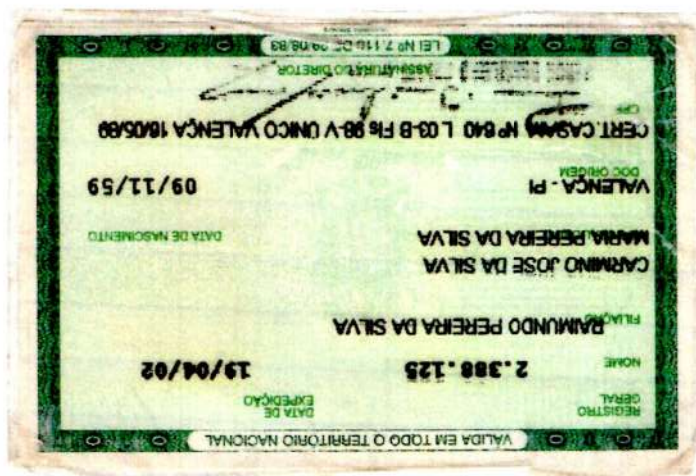 VALIDA EM TODO O TERRITÓRIO NACIONAL
REGISTRO GERAL 2.388.125 DATA DE EXPEDIÇÃO 19/04/02
NOME
RAIMUNDO PEREIRA DA SILVA
FILIAÇÃO
CARMINO JOSE DA SILVA
MARIA PEREIRA DA SILVA
DATA DE NASCIMENTO
VALENÇA - PI 09/11/59
DOC ORIGEM
CERT. CASAM Nº 640 L 03-B Fls 98-V UNICO VALENÇA 16/05/89
CPF
ASSINATURA DO DIRETOR
LEI Nº 7.116 DE 29/08/83